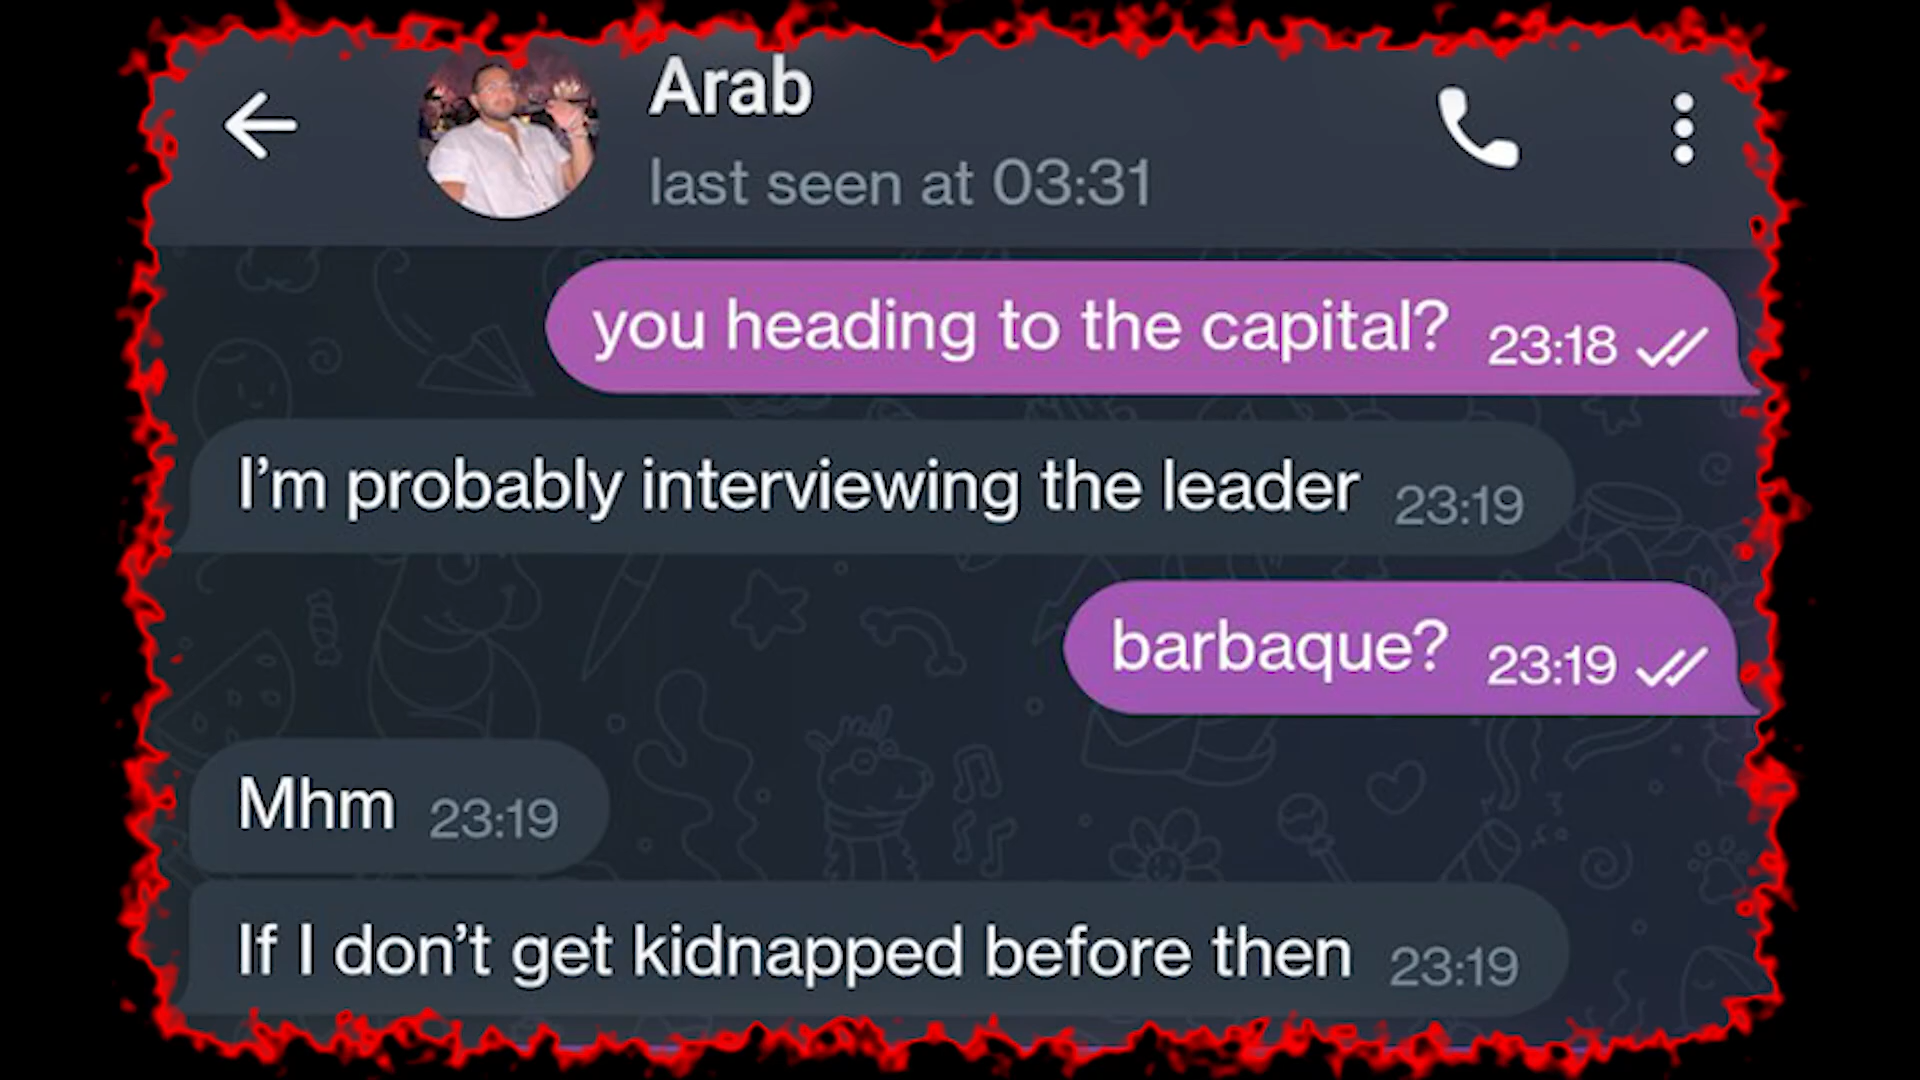 Arab
last seen at 03:31
you heading to the capital? 23:18
I'm probably interviewing the leader 23:19
barbaque? 23:19
Mhm 23:19
If I don't get kidnapped before then 23:19